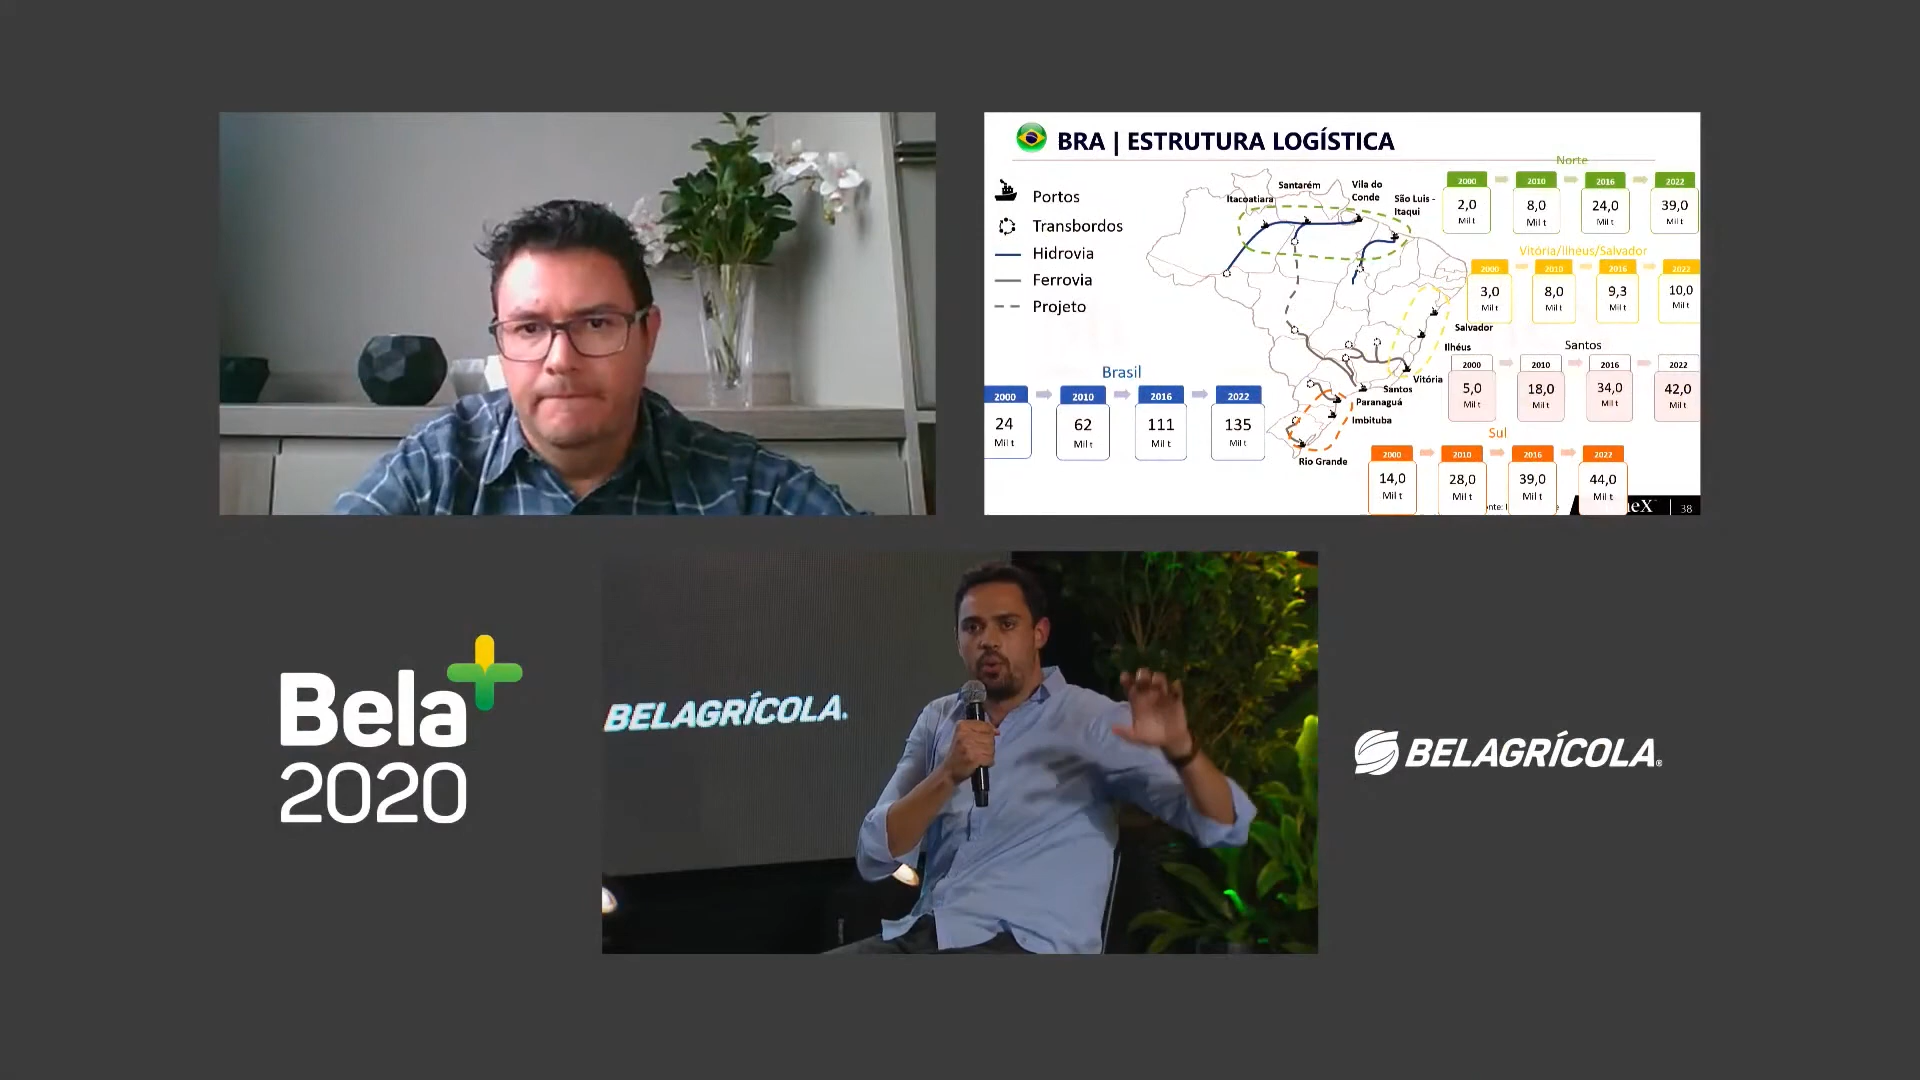 BRA | ESTRUTURA LOGÍSTICA
Portos
Transbordos
Hidrovia
Ferrovia
Projeto
Itacoatiara
Santarém
Vila do
Conde
São Luis -
Itaqui
Salvador
Ilhéus
Vitória
Santos
Paranaguá
Imbituba
Rio Grande
Norte
2000 2010 2016 2022
2,0 8,0 24,0 39,0
Mil t Mil t Mil t Mil t
Vitória/Ilhéus/Salvador
2000 2010 2016 2022
3,0 8,0 9,3 10,0
Mil t Mil t Mil t Mil t
Santos
2000 2010 2016 2022
5,0 18,0 34,0 42,0
Mil t Mil t Mil t Mil t
Brasil
2000 2010 2016 2022
24 62 111 135
Mil t Mil t Mil t Mil t
Sul
2000 2010 2016 2022
14,0 28,0 39,0 44,0
Mil t Mil t Mil t Mil t
38
BELAGRÍCOLA.
Bela
2020
BELAGRÍCOLA